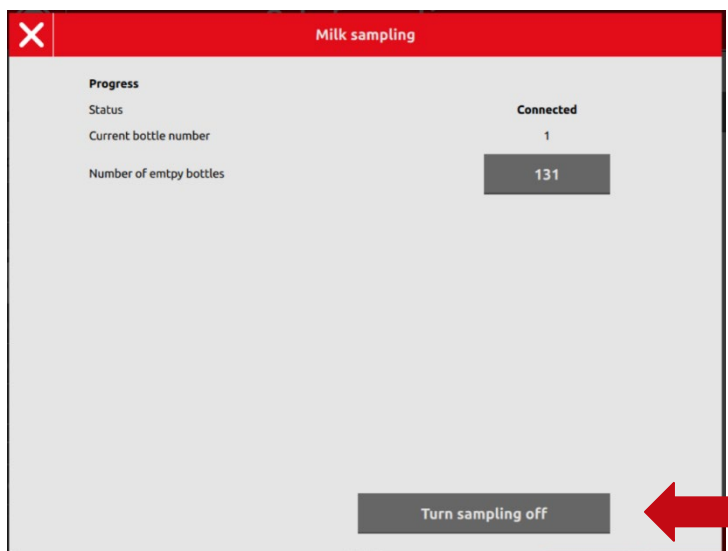 Milk sampling
Progress
Status Connected
Current bottle number 1
Number of emtpy bottles 131
Turn sampling off